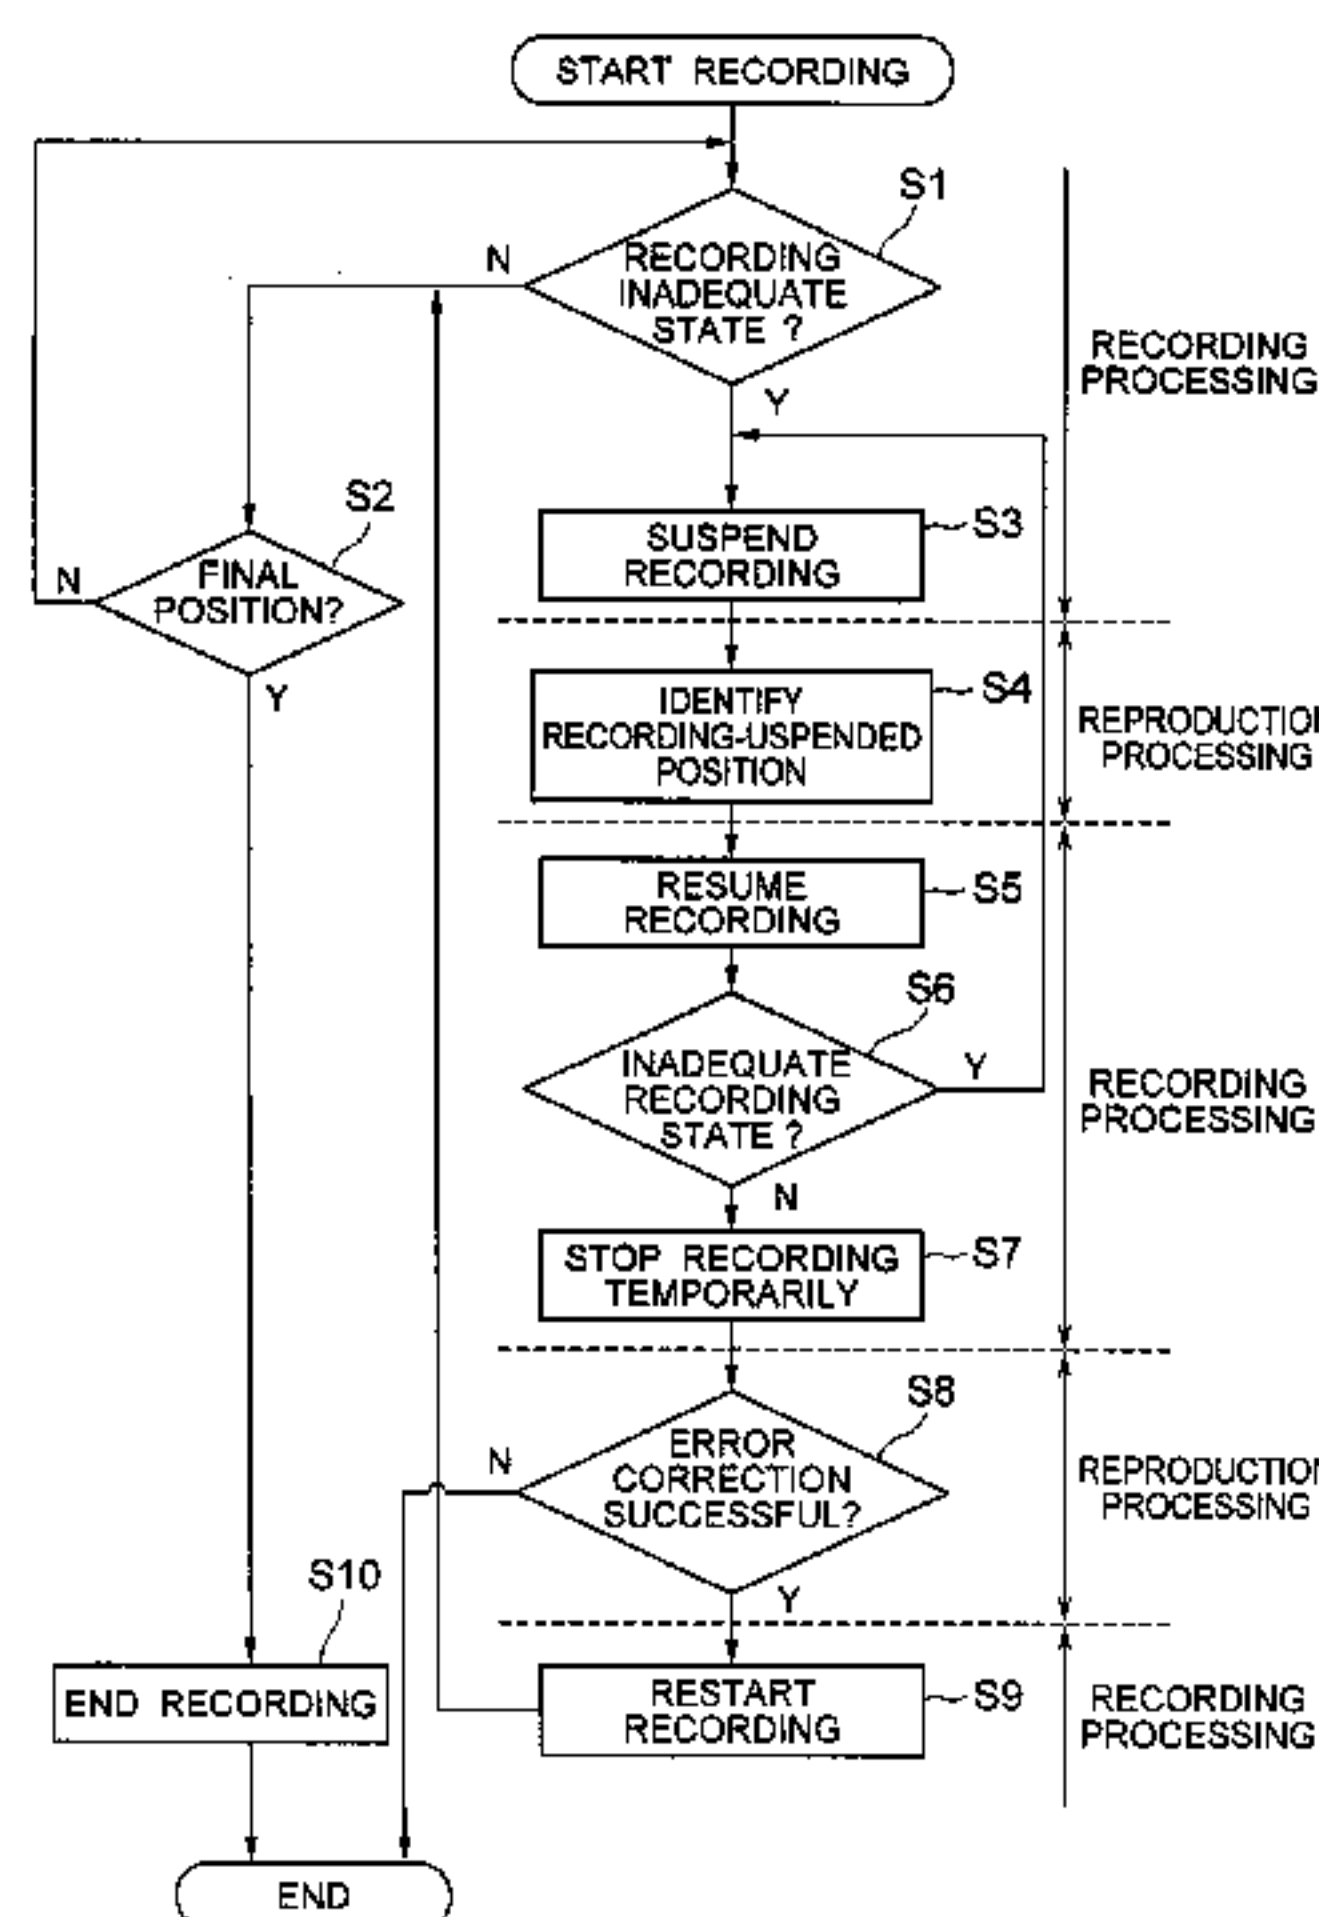 START RECORDING
S1
N
RECORDING
INADEQUATE
STATE ?
Y
RECORDING
PROCESSING
S2
FINAL
POSITION?
N
Y
SUSPEND
RECORDING
S3
IDENTIFY
RECORDING-USPENDED
POSITION
S4
REPRODUCTION
PROCESSING
RESUME
RECORDING
S5
S6
INADEQUATE
RECORDING
STATE ?
Y
N
RECORDING
PROCESSING
STOP RECORDING
TEMPORARILY
S7
S8
N
ERROR
CORRECTION
SUCCESSFUL?
Y
REPRODUCTION
PROCESSING
S10
END RECORDING
RESTART
RECORDING
S9
RECORDING
PROCESSING
END